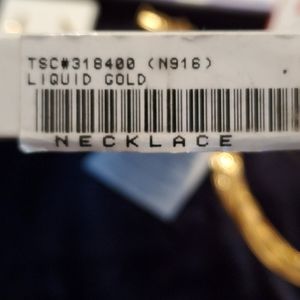 TSC#318400 (N916)
LIQUID GOLD
NECKLACE